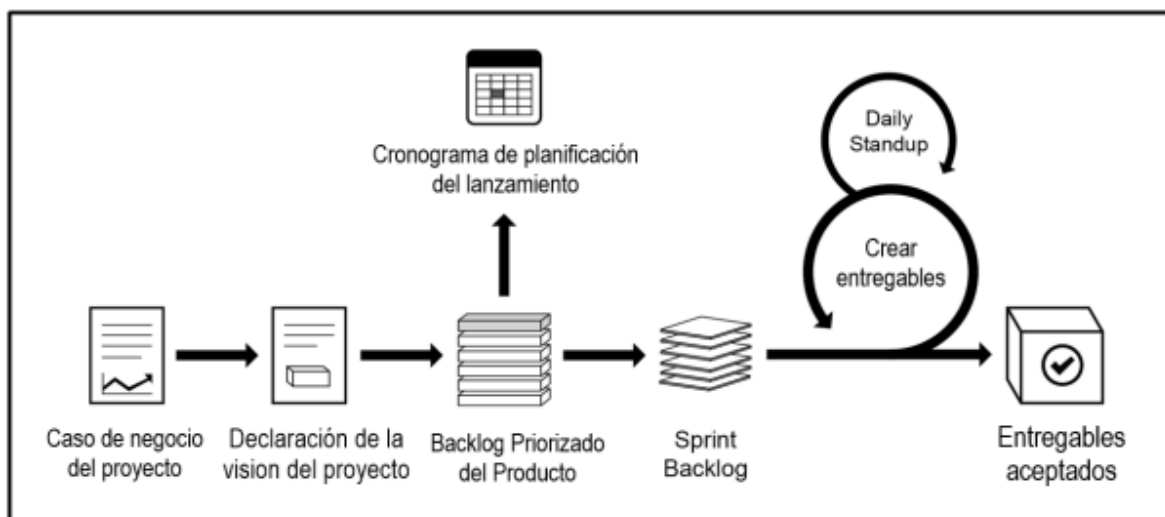 Cronograma de planificación
del lanzamiento
Daily
Standup
Crear
entregables
Caso de negocio
del proyecto
Declaración de la
vision del proyecto
Backlog Priorizado
del Producto
Sprint
Backlog
Entregables
aceptados